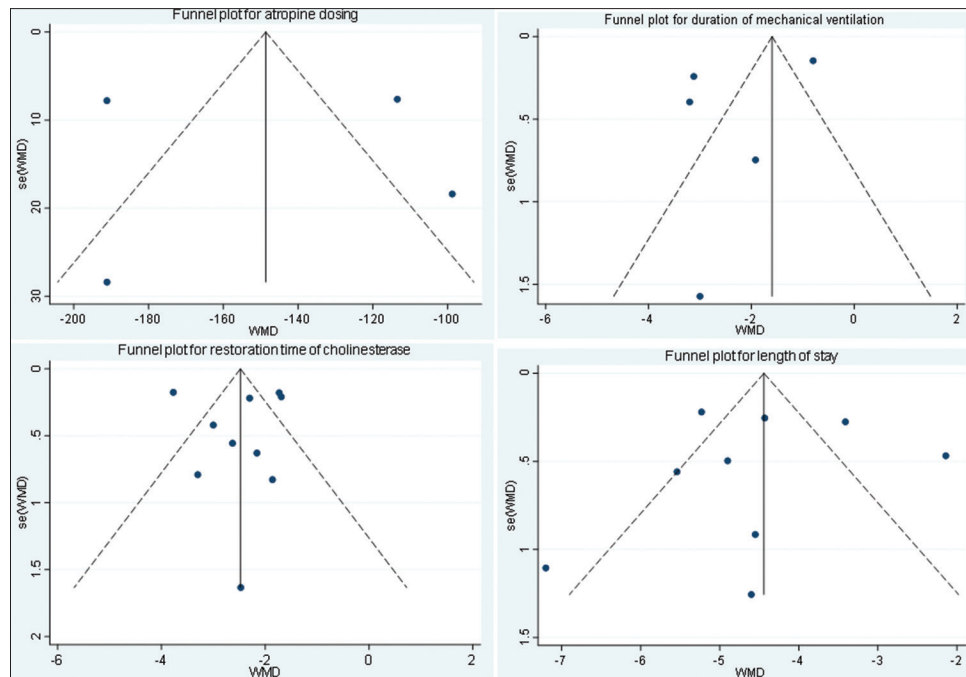 Funnel plot for atropine dosing
0
10
20
30
se(WMD)
-200 -180 -160 -140 -120 -100
WMD
Funnel plot for duration of mechanical ventilation
0
.5
1
1.5
se(WMD)
-6 -4 -2 0 2
WMD
Funnel plot for restoration time of cholinesterase
0
.5
1
1.5
2
se(WMD)
-6 -4 -2 0 2
WMD
Funnel plot for length of stay
0
.5
1
1.5
se(WMD)
-7 -6 -5 -4 -3 -2
WMD